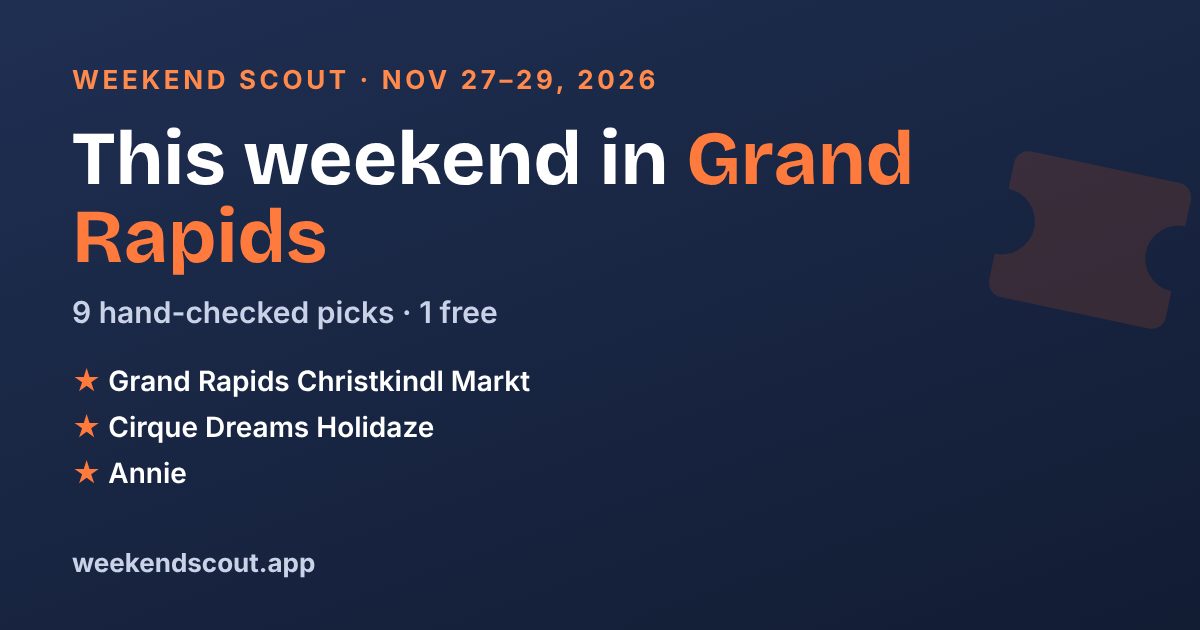 WEEKEND SCOUT · NOV 27–29, 2026
This weekend in Grand
Rapids
9 hand-checked picks · 1 free
★ Grand Rapids Christkindl Markt
★ Cirque Dreams Holidaze
★ Annie
weekendscout.app